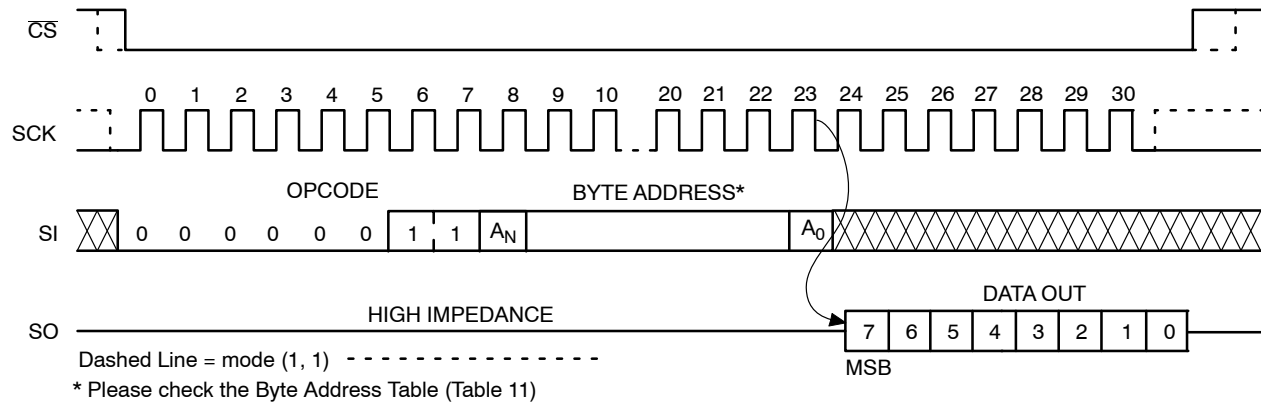 CS
0 1 2 3 4 5 6 7 8 9 10 20 21 22 23 24 25 26 27 28 29 30
SCK
OPCODE BYTE ADDRESS*
SI 0 0 0 0 0 0 1 1 AN A0
DATA OUT
HIGH IMPEDANCE
SO 7 6 5 4 3 2 1 0
Dashed Line = mode (1, 1) - - - - - - - - - - - - - - - -
MSB
* Please check the Byte Address Table (Table 11)